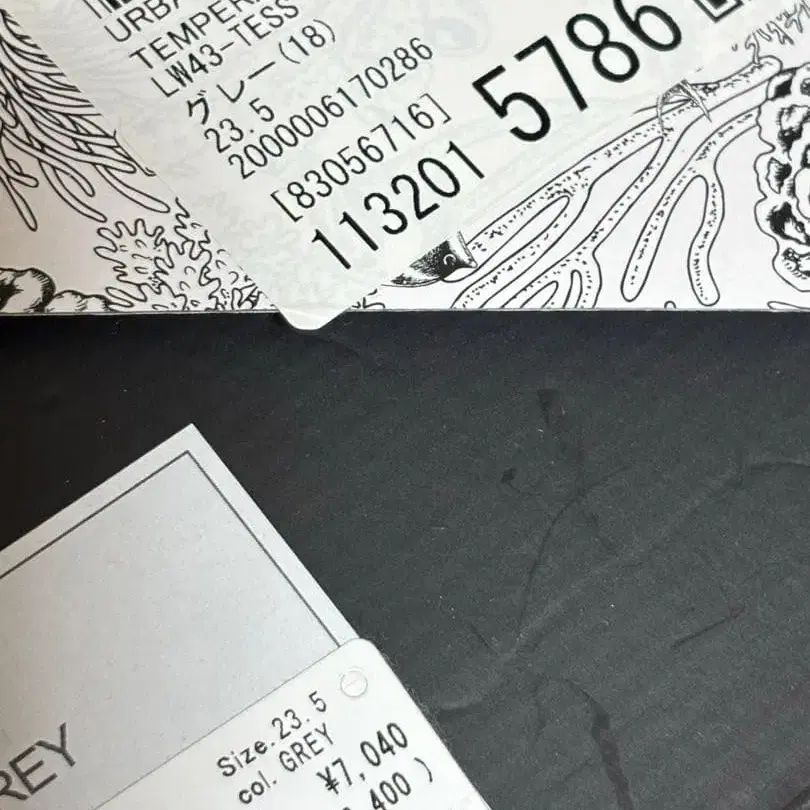 URBA
TEMPER
LW43-TESS
グレー(18)
23.5
2000006170286
[83056716]
113201 5786
REY
Size.23.5
col. GREY
¥7,040
,400 )